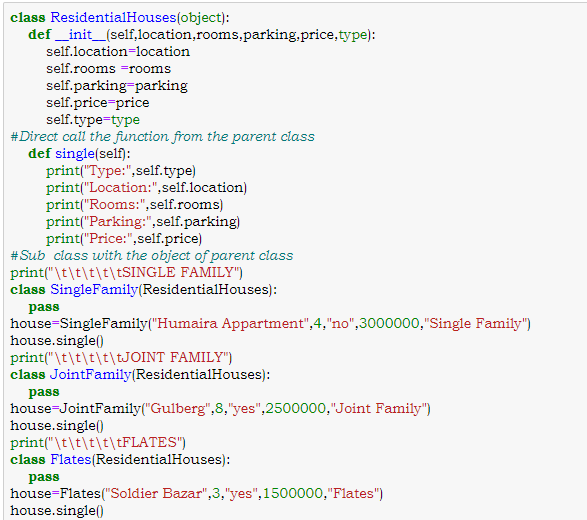 class ResidentialHouses(object):
    def __init__(self,location,rooms,parking,price,type):
        self.location=location
        self.rooms =rooms
        self.parking=parking
        self.price=price
        self.type=type
#Direct call the function from the parent class
    def single(self):
        print("Type:",self.type)
        print("Location:",self.location)
        print("Rooms:",self.rooms)
        print("Parking:",self.parking)
        print("Price:",self.price)
#Sub  class with the object of parent class
print("\t\t\t\t\tSINGLE FAMILY")
class SingleFamily(ResidentialHouses):
    pass
house=SingleFamily("Humaira Appartment",4,"no",3000000,"Single Family")
house.single()
print("\t\t\t\t\tJOINT FAMILY")
class JointFamily(ResidentialHouses):
    pass
house=JointFamily("Gulberg",8,"yes",2500000,"Joint Family")
house.single()
print("\t\t\t\t\tFLATES")
class Flates(ResidentialHouses):
    pass
house=Flates("Soldier Bazar",3,"yes",1500000,"Flates")
house.single()